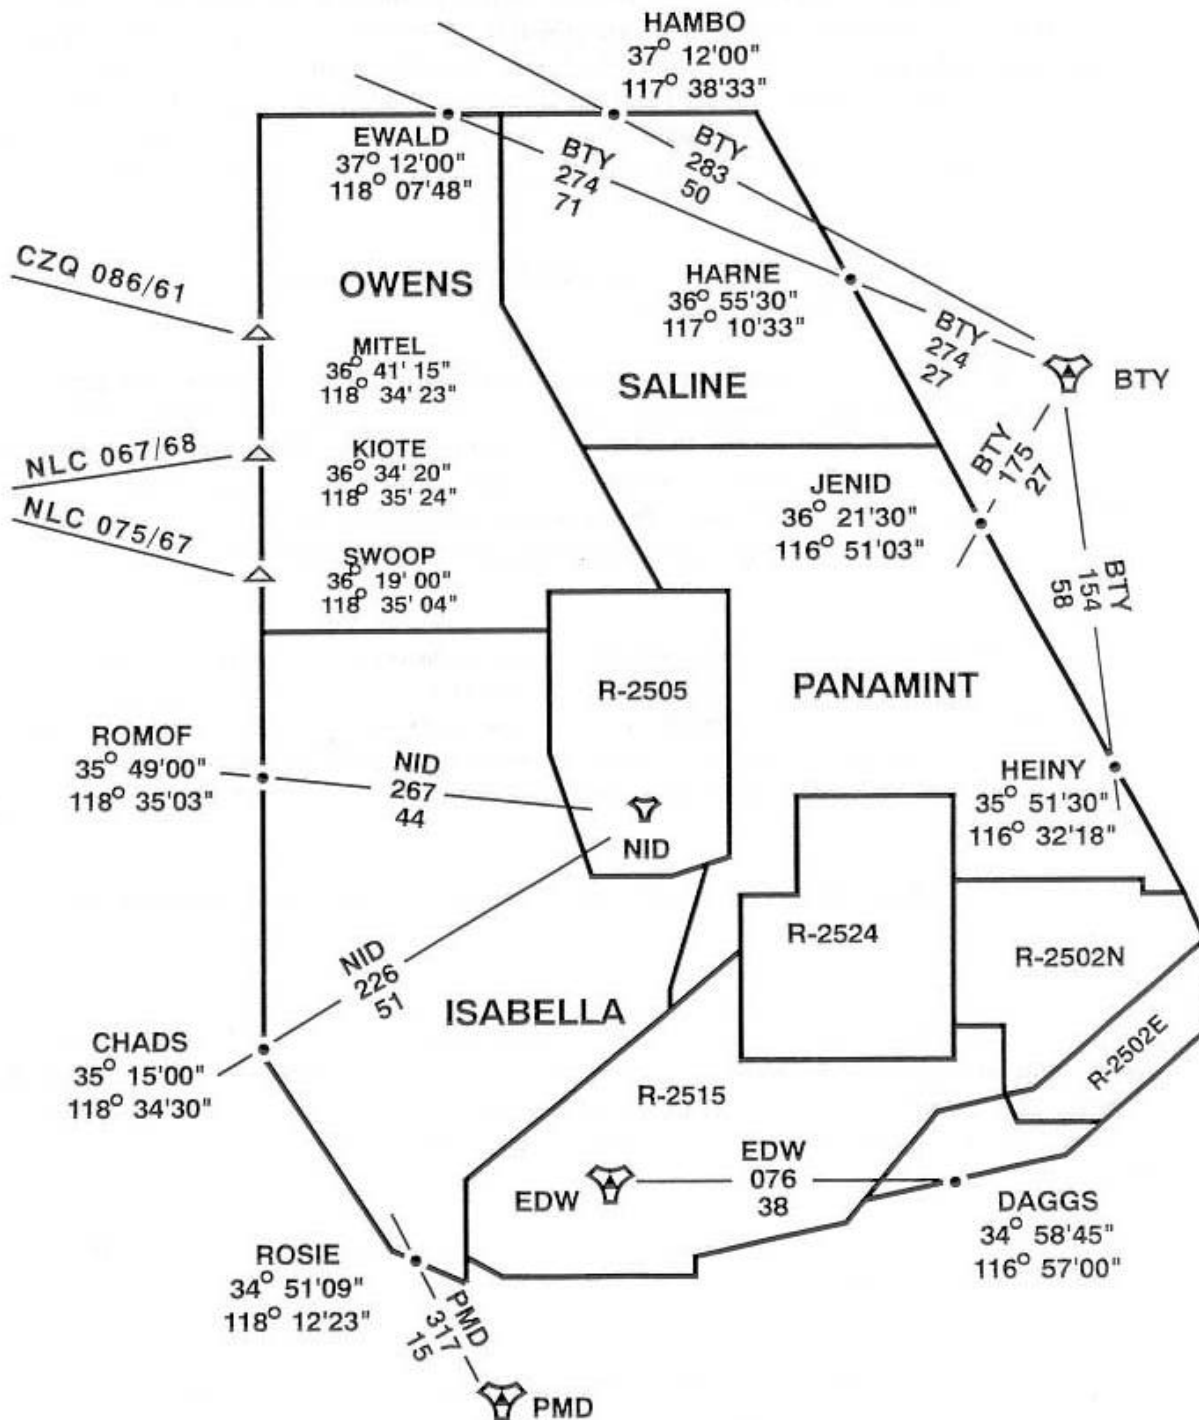 HAMBO
37° 12'00"
117° 38'33"
EWALD
37° 12'00"
118° 07'48"
BTY
274
71
BTY
283
50
CZQ 086/61
OWENS
HARNE
36° 55'30"
117° 10'33"
MITEL
36° 41' 15"
118° 34' 23"
BTY
274
27
BTY
SALINE
NLC 067/68
KIOTE
36° 34' 20"
118° 35' 24"
BTY
175
27
JENID
36° 21'30"
116° 51'03"
NLC 075/67
SWOOP
36° 19' 00"
118° 35' 04"
BTY
154
58
R-2505
PANAMINT
ROMOF
35° 49'00"
118° 35'03"
NID
267
44
HEINY
35° 51'30"
116° 32'18"
NID
R-2524
R-2502N
NID
226
51
ISABELLA
CHADS
35° 15'00"
118° 34'30"
R-2502E
R-2515
EDW
076
38
EDW
DAGGS
34° 58'45"
116° 57'00"
ROSIE
34° 51'09"
118° 12'23"
PMD
317
15
PMD